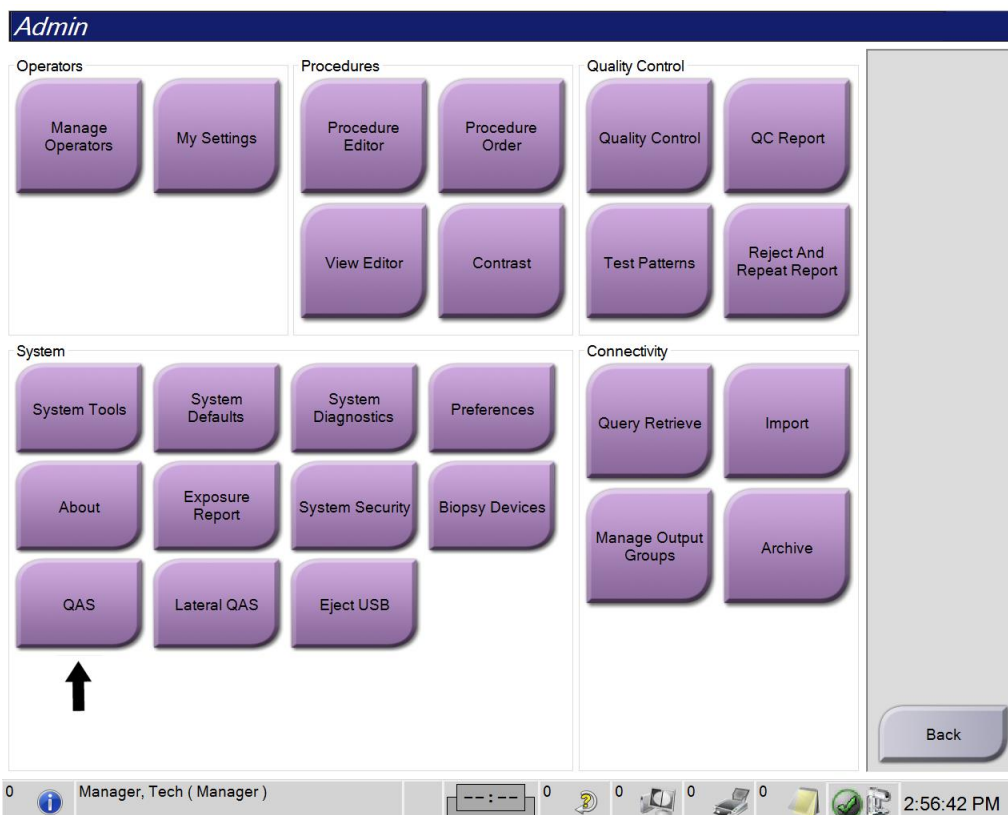 Admin
Operators
Manage
Operators
My Settings
Procedures
Procedure
Editor
Procedure
Order
View Editor
Contrast
Quality Control
Quality Control
QC Report
Test Patterns
Reject And
Repeat Report
System
System Tools
System
Defaults
System
Diagnostics
Preferences
About
Exposure
Report
System Security
Biopsy Devices
QAS
Lateral QAS
Eject USB
Connectivity
Query Retrieve
Import
Manage Output
Groups
Archive
Back
0
Manager, Tech ( Manager )
--:--
0
0
0
0
2:56:42 PM